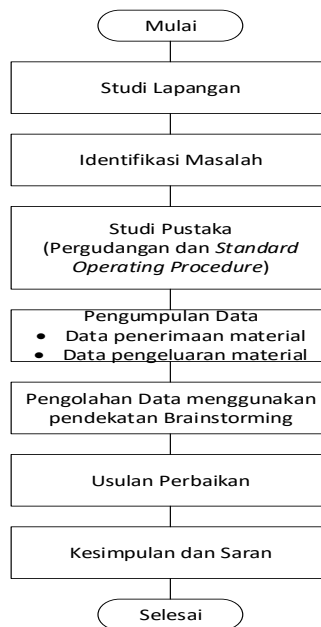 Mulai
Studi Lapangan
Identifikasi Masalah
Studi Pustaka
(Pergudangan dan Standard
Operating Procedure)
Pengumpulan Data
• Data penerimaan material
• Data pengeluaran material
Pengolahan Data menggunakan
pendekatan Brainstorming
Usulan Perbaikan
Kesimpulan dan Saran
Selesai